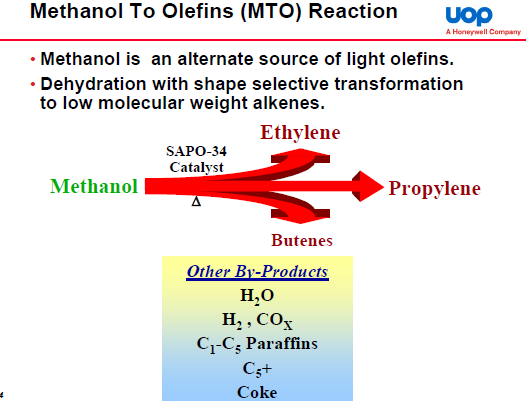 Methanol To Olefins (MTO) Reaction
uop
A Honeywell Company
• Methanol is an alternate source of light olefins.
• Dehydration with shape selective transformation
to low molecular weight alkenes.
Ethylene
SAPO-34
Catalyst
Methanol
Δ
Propylene
Butenes
Other By-Products
H₂O
H₂ , COₓ
C₁-C₅ Paraffins
C₅+
Coke
4